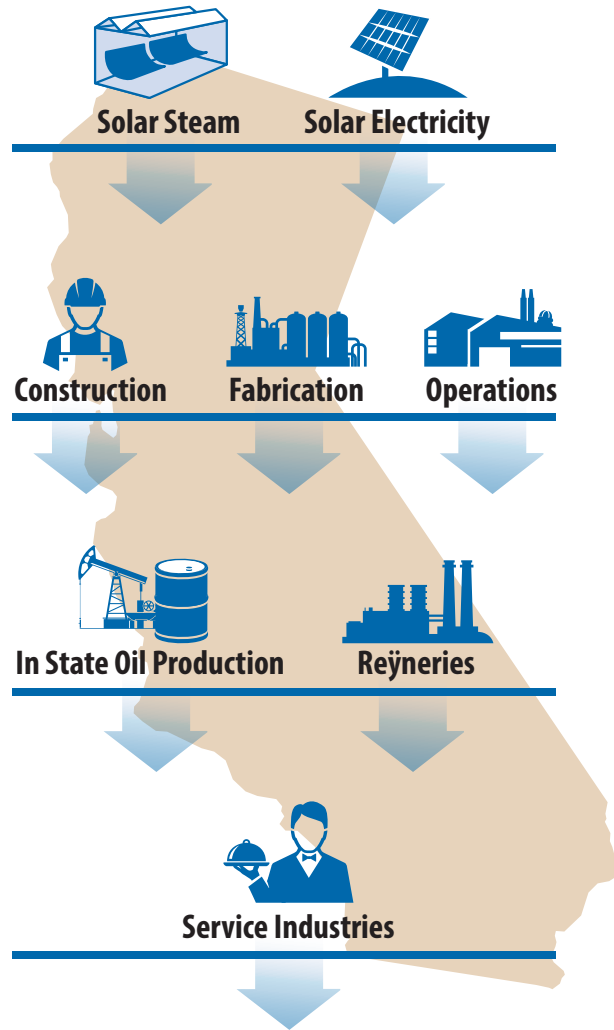 Solar Steam
Solar Electricity
Construction
Fabrication
Operations
In State Oil Production
Reÿneries
Service Industries